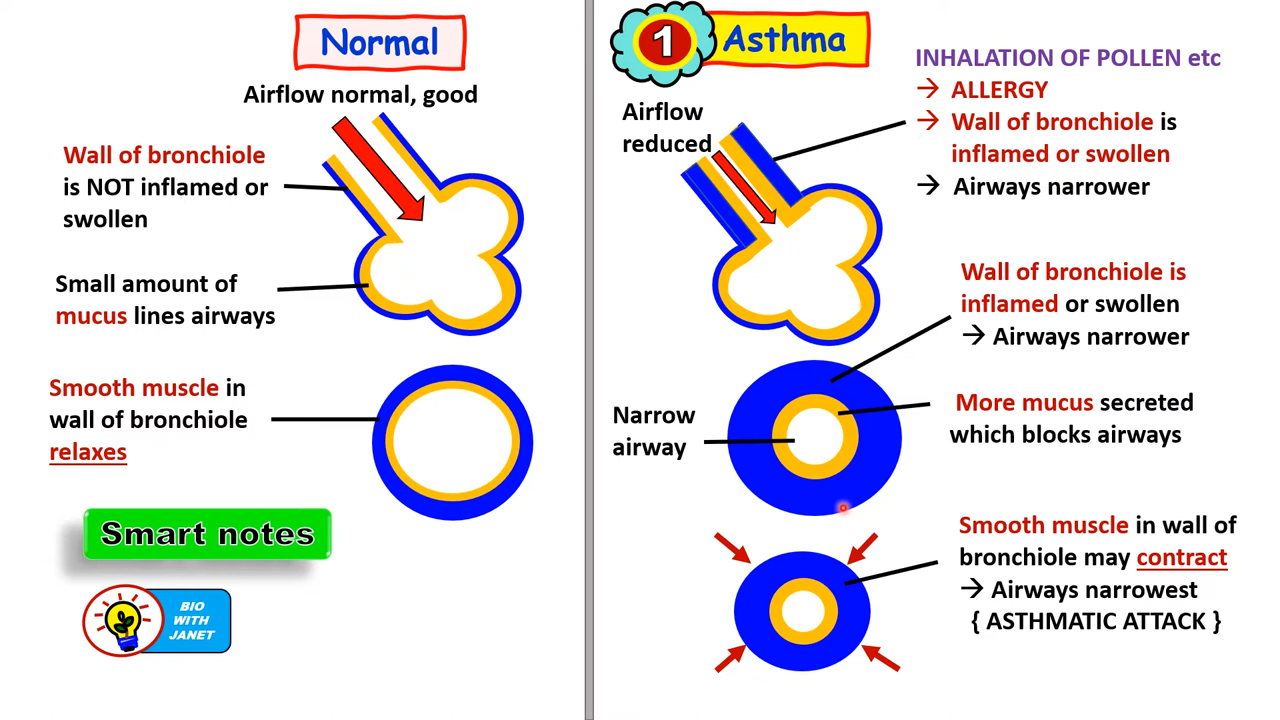 Normal
Airflow normal, good
Wall of bronchiole
is NOT inflamed or
swollen
Small amount of
mucus lines airways
Smooth muscle in
wall of bronchiole
relaxes
Smart notes
BIO
WITH
JANET
1 Asthma
Airflow
reduced
INHALATION OF POLLEN etc
→ ALLERGY
→ Wall of bronchiole is
inflamed or swollen
→ Airways narrower
Wall of bronchiole is
inflamed or swollen
→ Airways narrower
Narrow
airway
More mucus secreted
which blocks airways
Smooth muscle in wall of
bronchiole may contract
→ Airways narrowest
{ ASTHMATIC ATTACK }